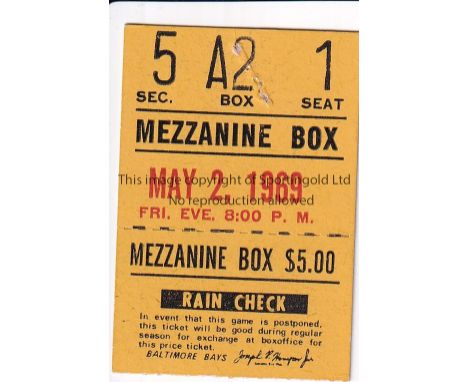 5 A2 1
SEC. BOX SEAT
MEZZANINE BOX
MAY 2, 1969
This image copyright of Sportingold Ltd
No reproduction allowed
FRI. EVE. 8:00 P. M.
MEZZANINE BOX $5.00
RAIN CHECK
In event that this game is postponed,
this ticket will be good during regular
season for exchange at boxoffice for
this price ticket.
BALTIMORE BAYS